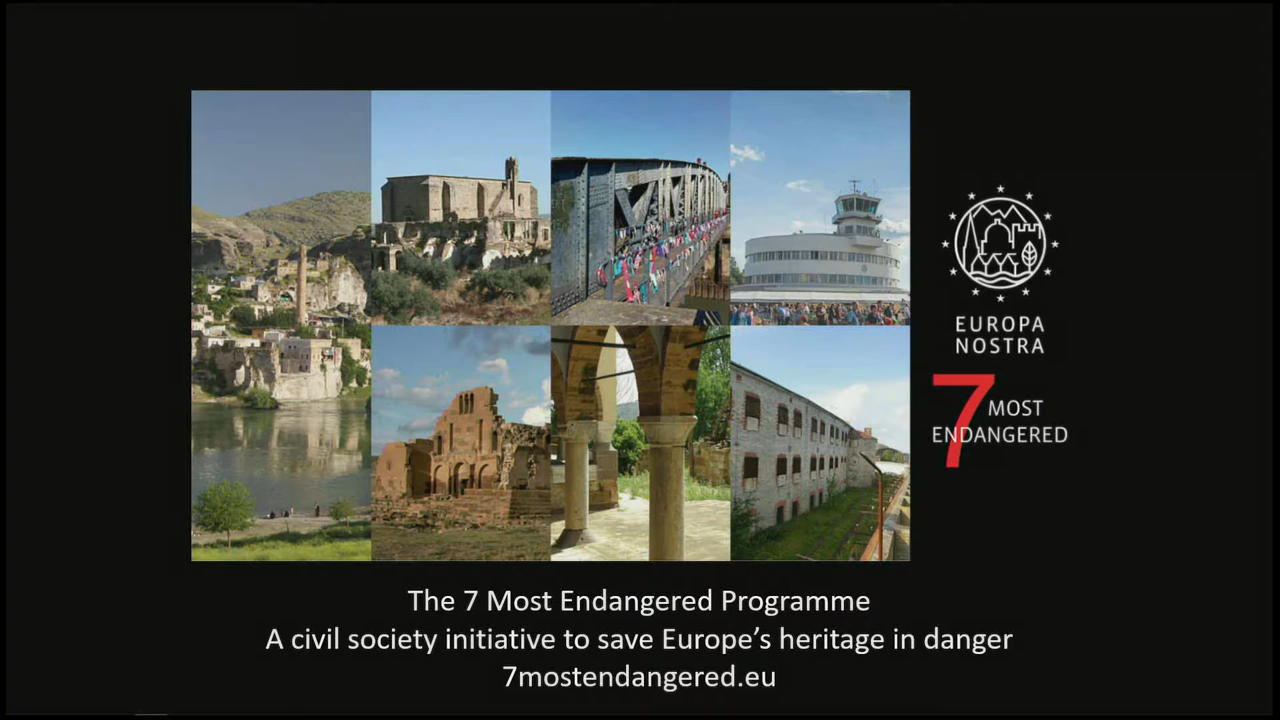 EUROPA
NOSTRA
7 MOST
ENDANGERED
The 7 Most Endangered Programme
A civil society initiative to save Europe’s heritage in danger
7mostendangered.eu